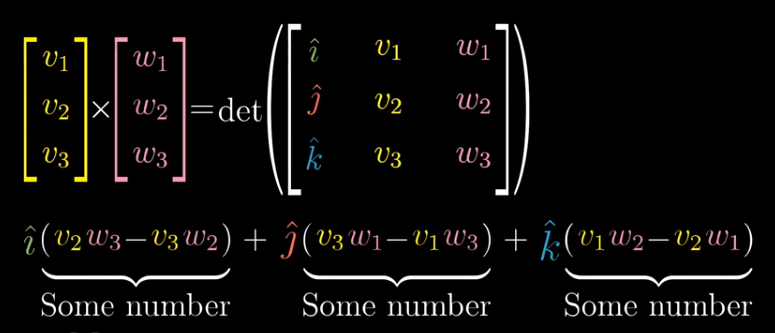 [v₁ v₂ v₃] × [w₁ w₂ w₃] = det([î v₁ w₁ ĵ v₂ w₂ k̂ v₃ w₃])
î(v₂w₃−v₃w₂) + ĵ(v₃w₁−v₁w₃) + k̂(v₁w₂−v₂w₁)
Some number Some number Some number